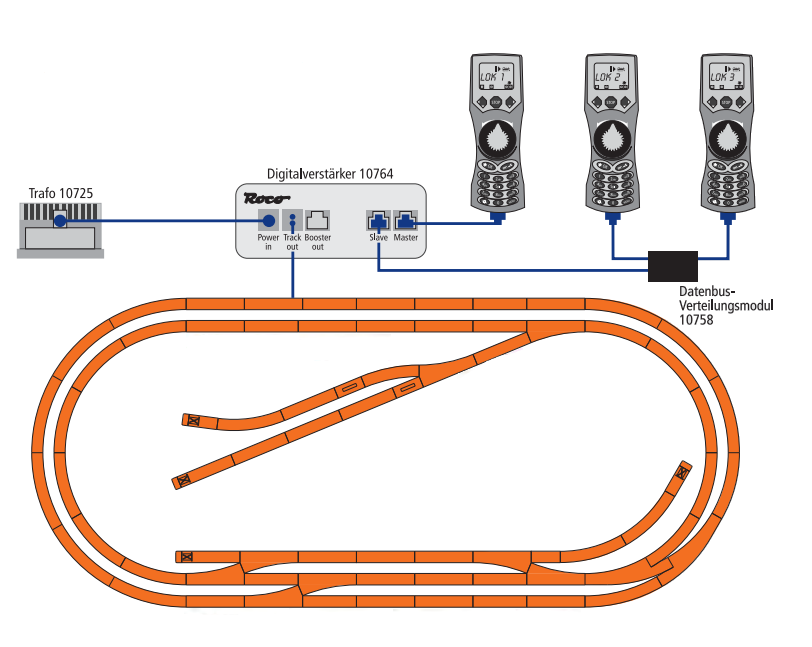 LOK 1
LOK 2
LOK 3
STOP
STOP
STOP
Digitalverstärker 10764
Trafo 10725
Roco
Power in
Track out
Booster out
Slave
Master
Datenbus-
Verteilungsmodul
10758